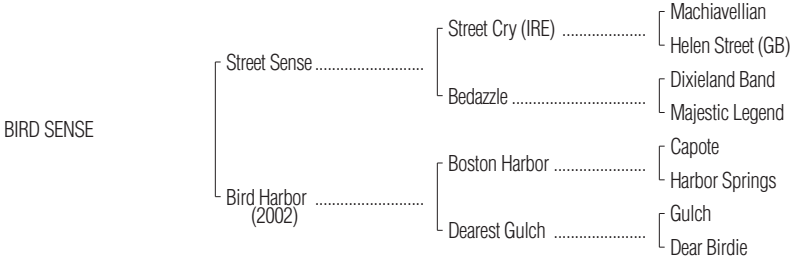 Machiavellian
Street Cry (IRE) ....................
Helen Street (GB)
Street Sense ..........................
Dixieland Band
Bedazzle ................................
Majestic Legend
BIRD SENSE
Capote
Boston Harbor ......................
Harbor Springs
Bird Harbor ..........................
(2002)
Gulch
Dearest Gulch ......................
Dear Birdie